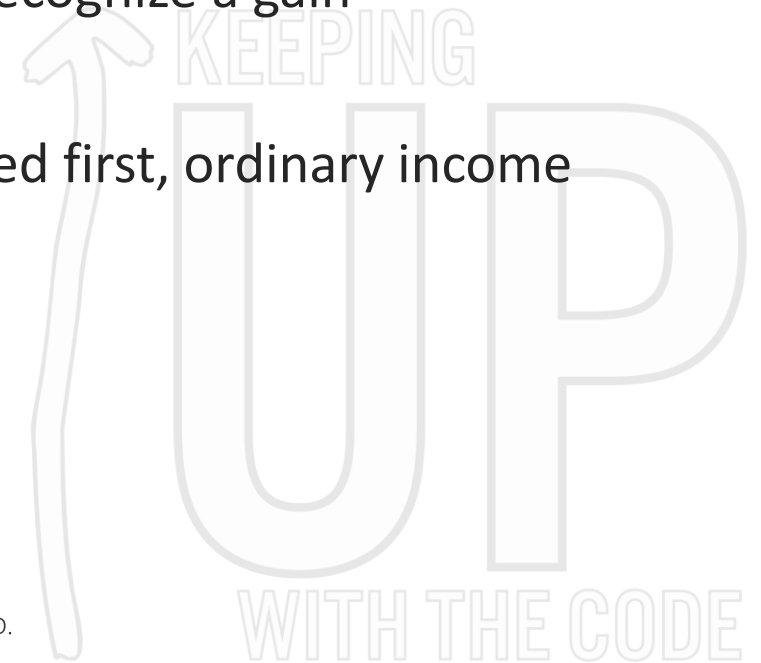 ecognize a gain
KEEPING
ed first, ordinary income
UP
WITH THE CODE